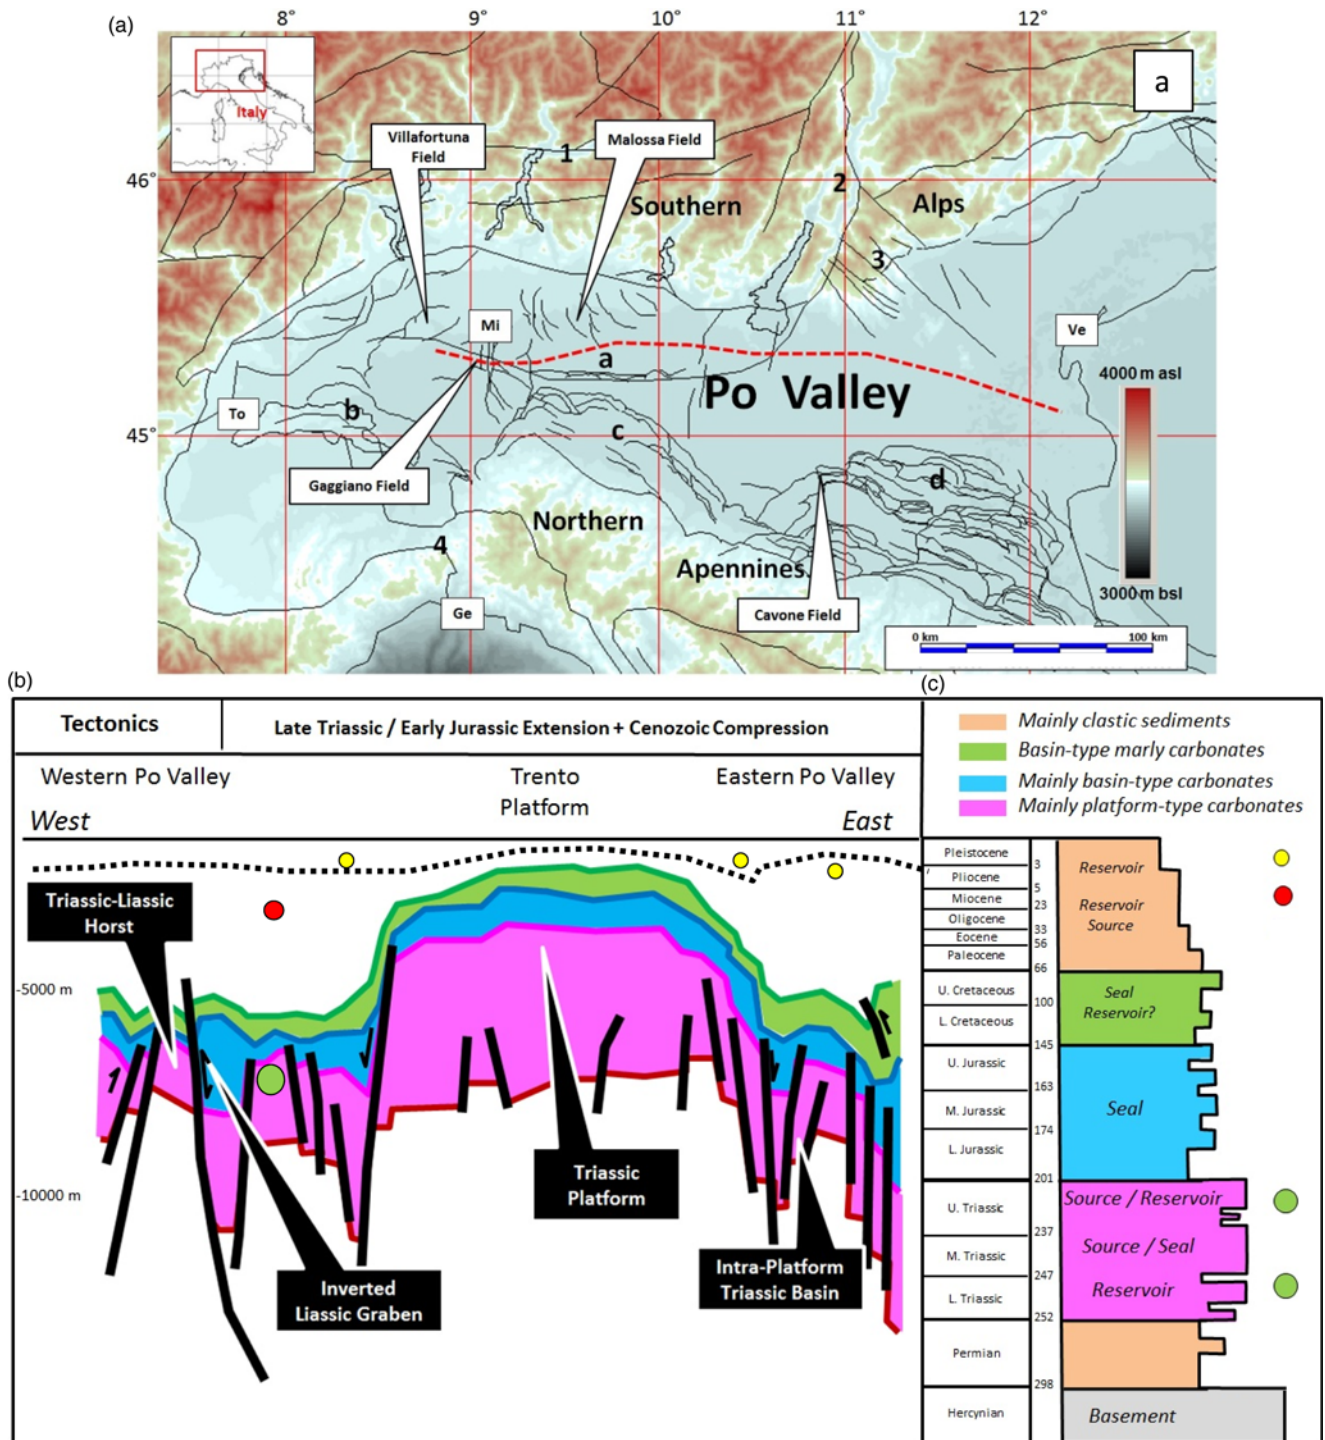 (a)
8°
9°
10°
11°
12°
a
Italy
Villafortuna
Field
Malossa Field
1
46°
2
Southern
Alps
3
Mi
Ve
a
4000 m asl
Po Valley
To
b
c
45°
d
Gaggiano Field
Northern
4
Apennines
3000 m bsl
Ge
Cavone Field
0 km
100 km
(b)
Tectonics
Late Triassic / Early Jurassic Extension + Cenozoic Compression
Western Po Valley
Trento
Platform
Eastern Po Valley
West
East
Triassic-Liassic
Horst
-5000 m
-10000 m
Triassic
Platform
Inverted
Liassic Graben
Intra-Platform
Triassic Basin
(c)
Mainly clastic sediments
Basin-type marly carbonates
Mainly basin-type carbonates
Mainly platform-type carbonates
Pleistocene
3
Pliocene
5
Miocene
23
Oligocene
33
Eocene
56
Paleocene
66
U. Cretaceous
100
L. Cretaceous
145
U. Jurassic
163
M. Jurassic
174
L. Jurassic
201
U. Triassic
237
M. Triassic
247
L. Triassic
252
Permian
298
Hercynian
Reservoir
Reservoir
Source
Seal
Reservoir?
Seal
Source / Reservoir
Source / Seal
Reservoir
Basement